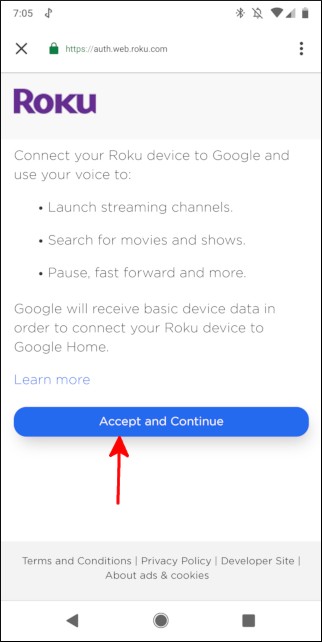 7:05
https://auth.web.roku.com
ROKU
Connect your Roku device to Google and
use your voice to:
• Launch streaming channels.
• Search for movies and shows.
• Pause, fast forward and more.
Google will receive basic device data in
order to connect your Roku device to
Google Home.
Learn more
Accept and Continue
Terms and Conditions | Privacy Policy | Developer Site |
About ads & cookies